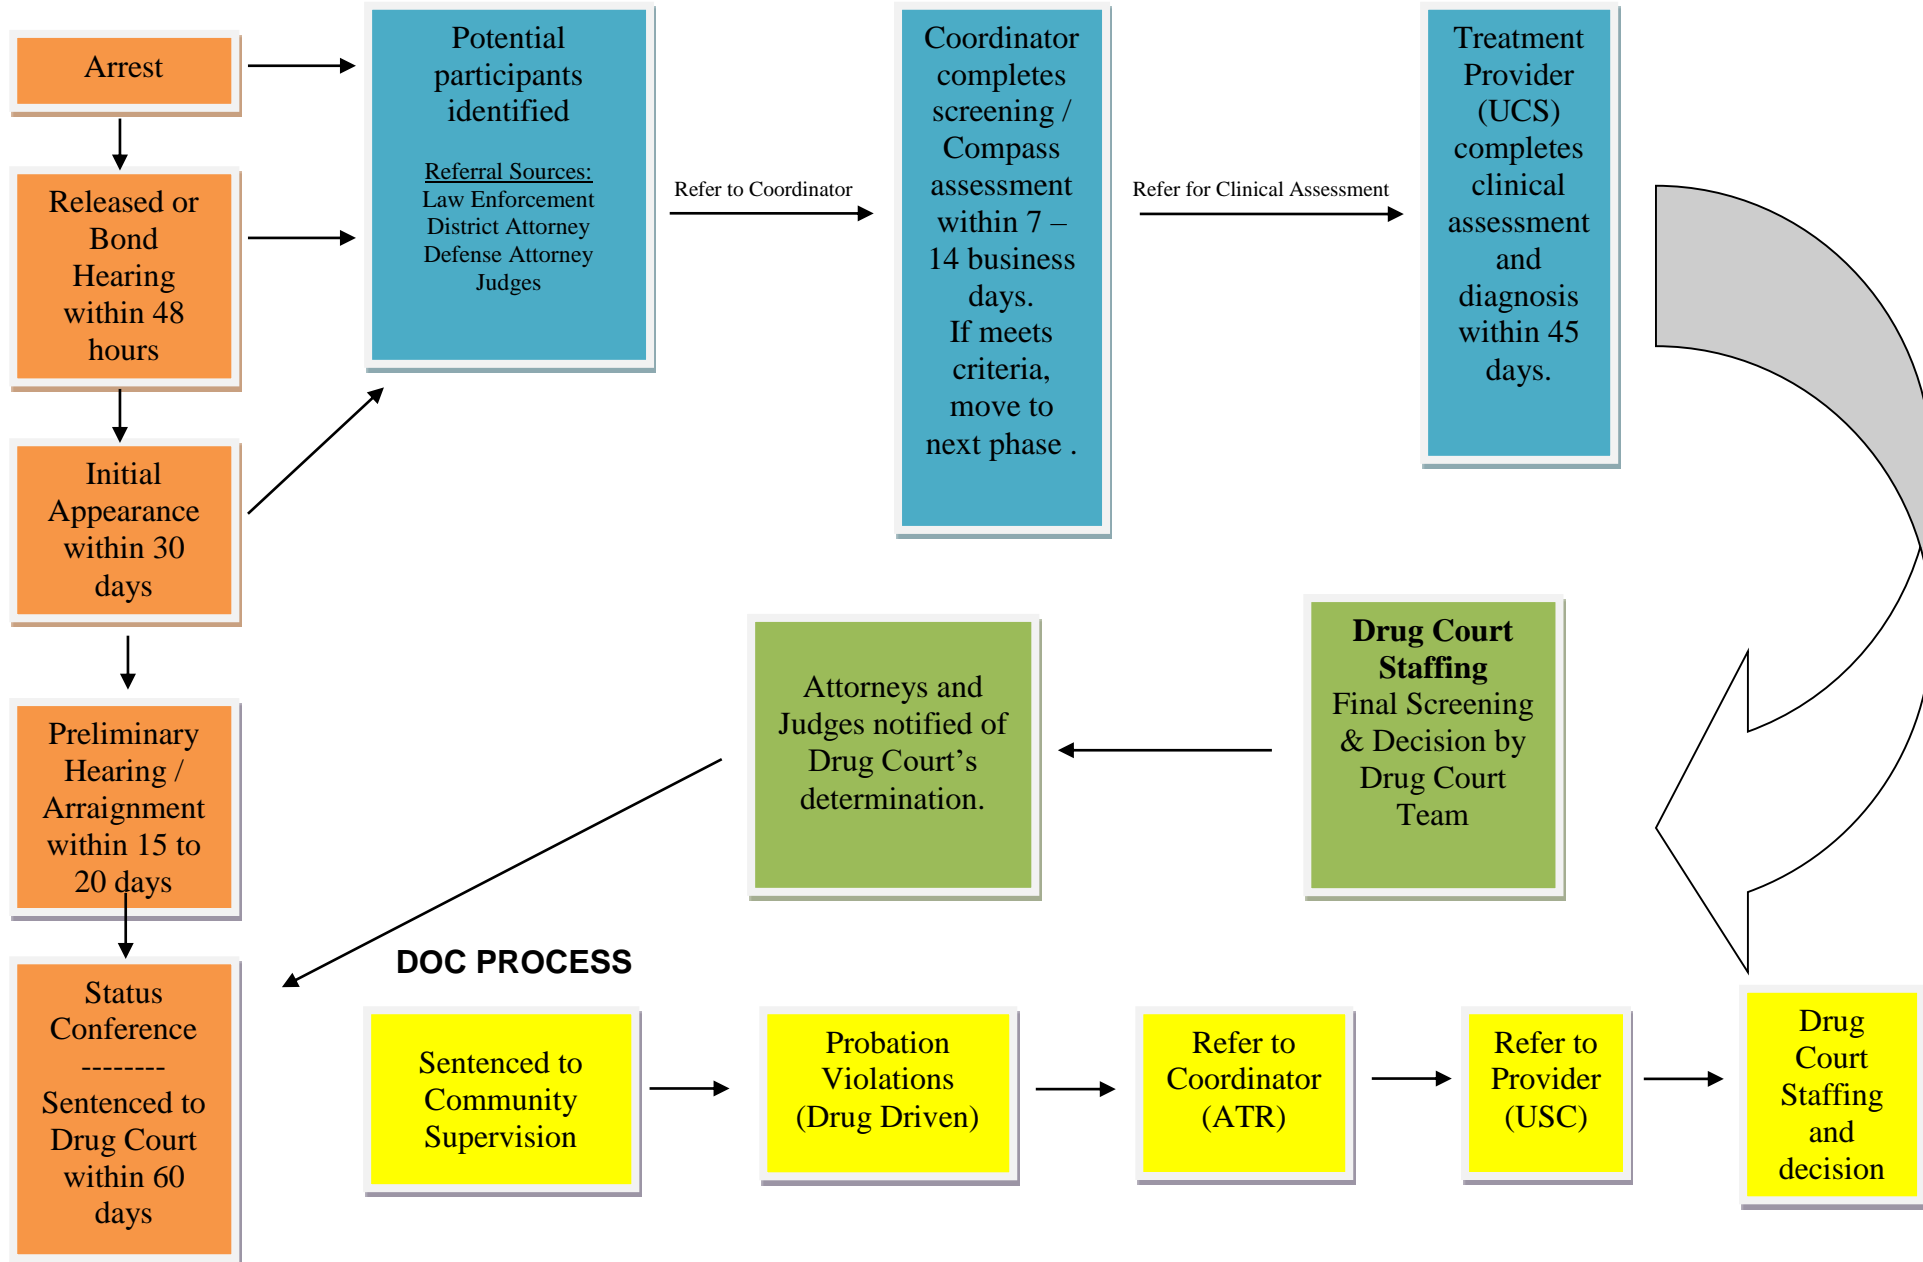 Arrest
Released or
Bond
Hearing
within 48
hours
Initial
Appearance
within 30
days
Preliminary
Hearing /
Arraignment
within 15 to
20 days
Status
Conference
--------
Sentenced to
Drug Court
within 60
days
Potential
participants
identified
Referral Sources:
Law Enforcement
District Attorney
Defense Attorney
Judges
Refer to Coordinator
Coordinator
completes
screening /
Compass
assessment
within 7 –
14 business
days.
If meets
criteria,
move to
next phase .
Refer for Clinical Assessment
Treatment
Provider
(UCS)
completes
clinical
assessment
and
diagnosis
within 45
days.
Drug Court
Staffing
Final Screening
& Decision by
Drug Court
Team
Attorneys and
Judges notified of
Drug Court’s
determination.
DOC PROCESS
Sentenced to
Community
Supervision
Probation
Violations
(Drug Driven)
Refer to
Coordinator
(ATR)
Refer to
Provider
(USC)
Drug
Court
Staffing
and
decision